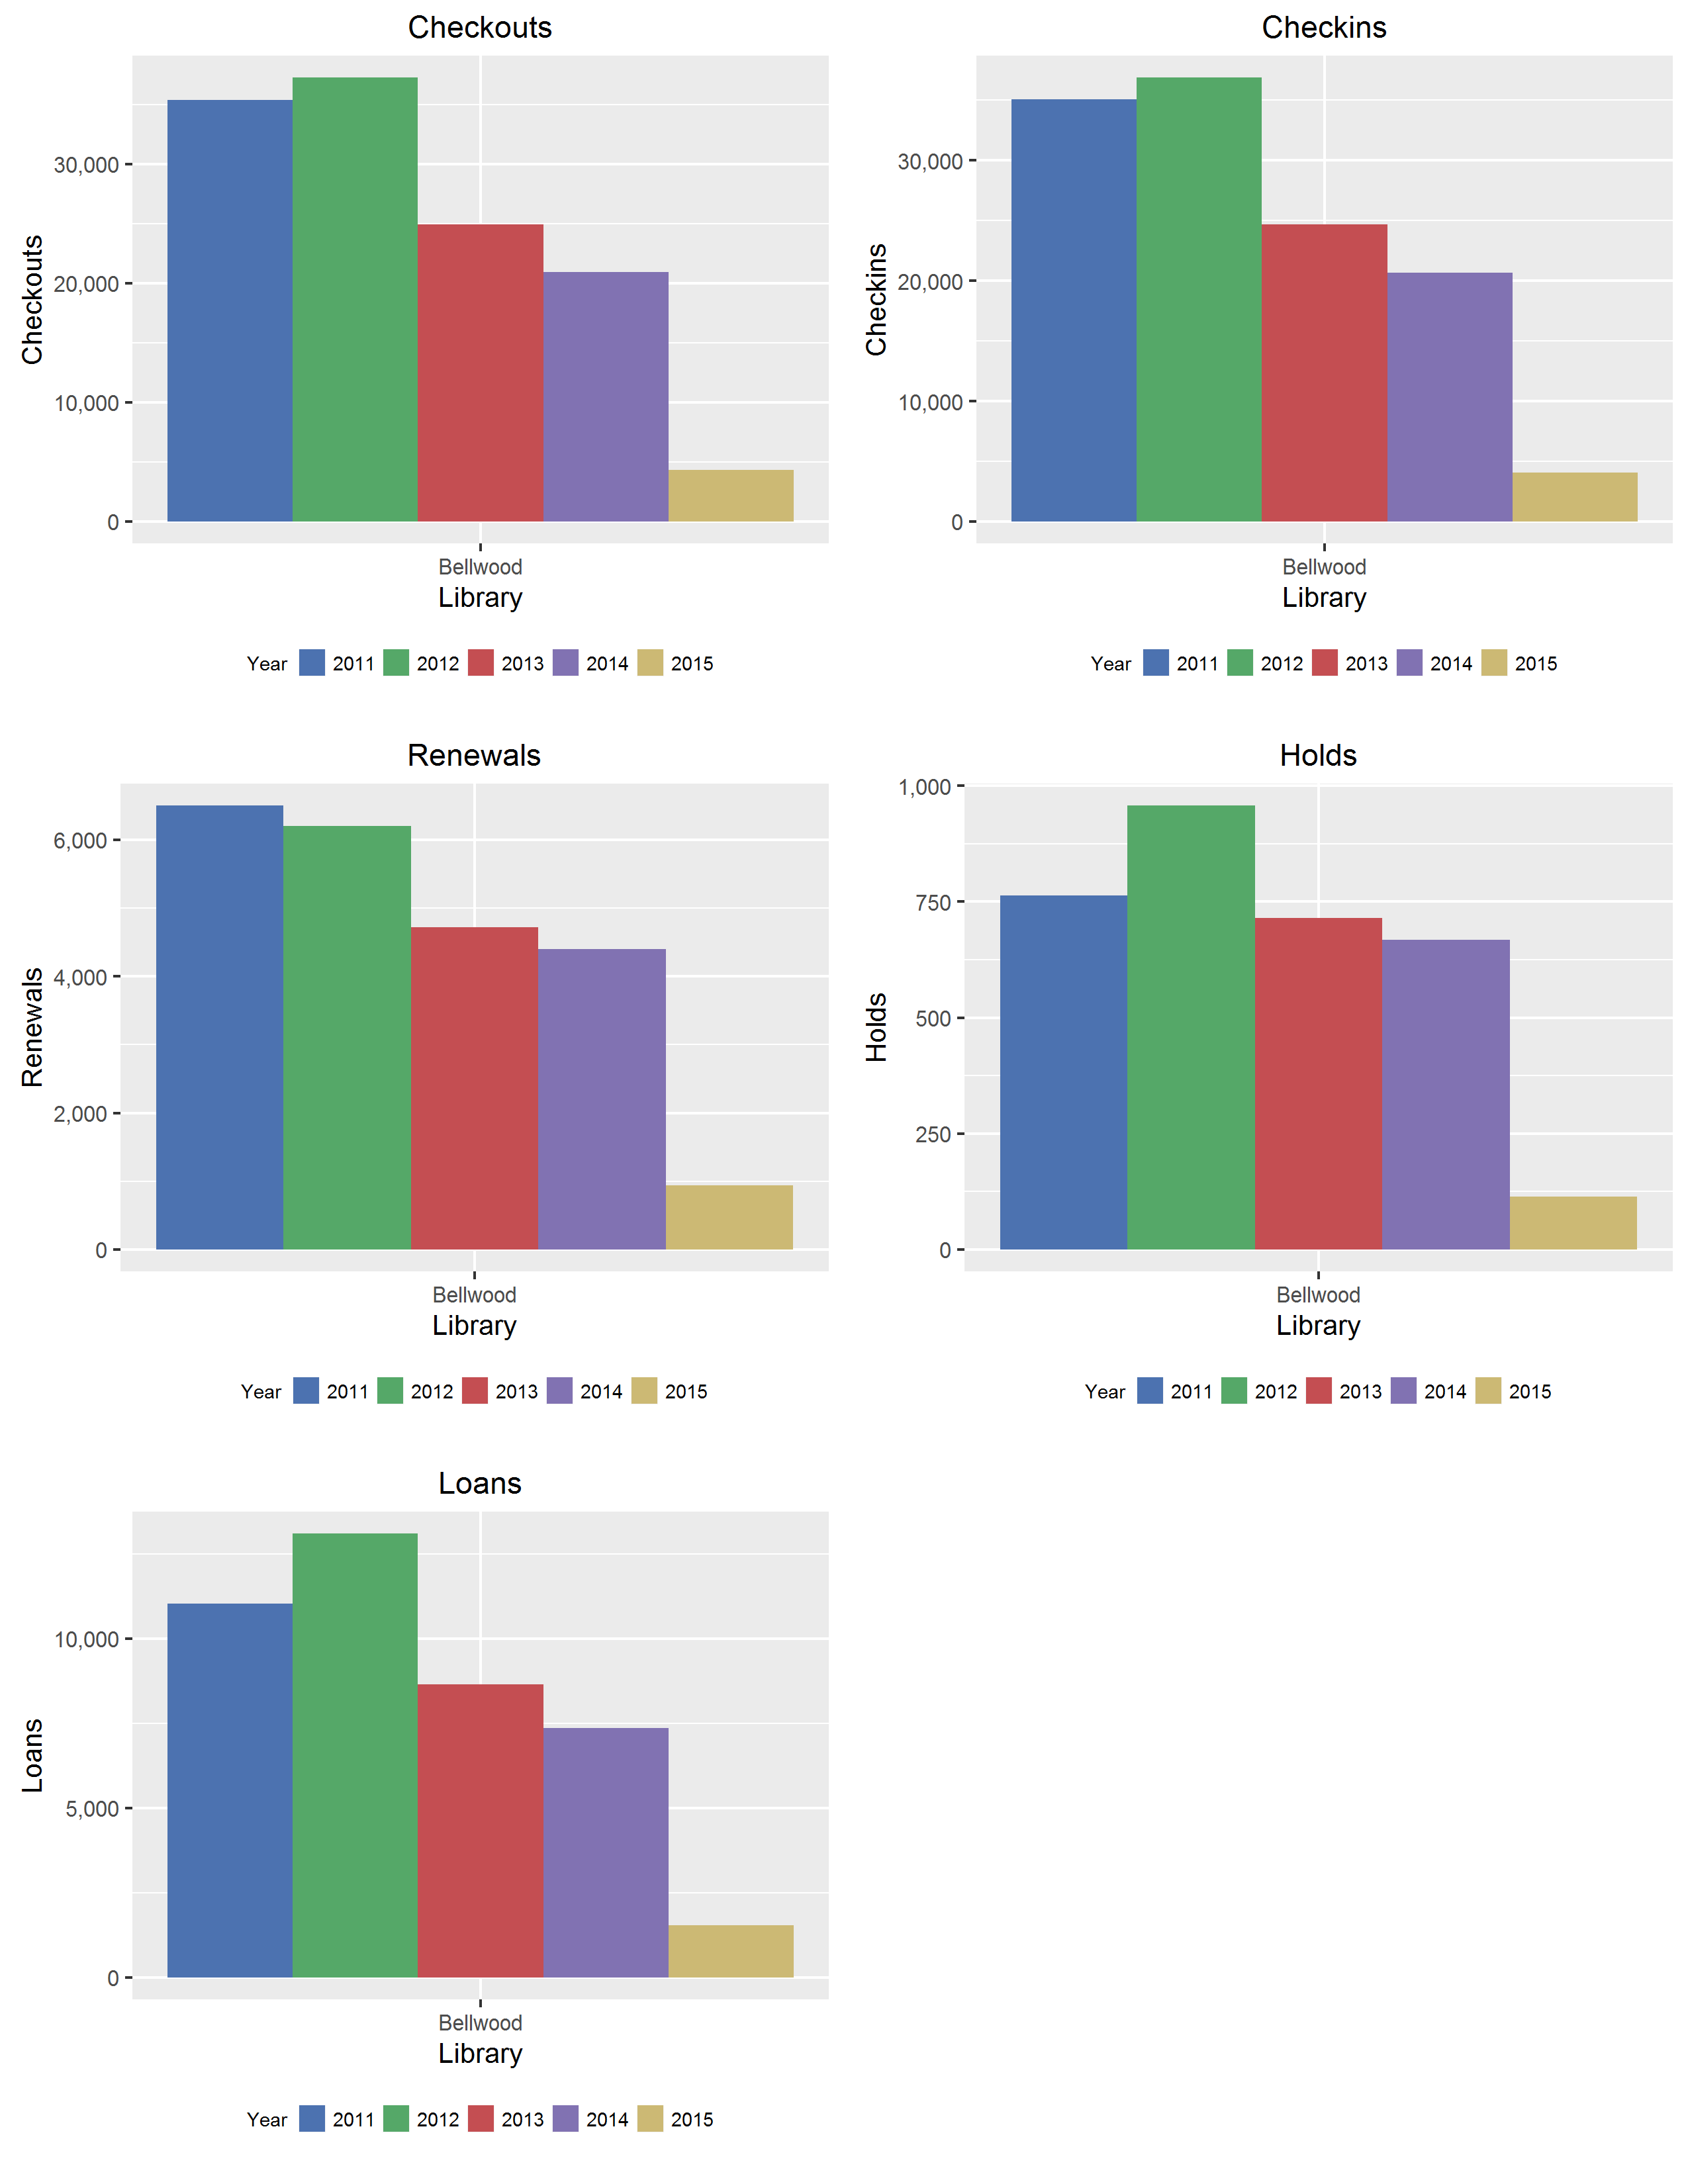 Checkouts
Checkouts
30,000
20,000
10,000
0
Bellwood
Library
Year 2011 2012 2013 2014 2015
Checkins
Checkins
30,000
20,000
10,000
0
Bellwood
Library
Year 2011 2012 2013 2014 2015
Renewals
Renewals
6,000
4,000
2,000
0
Bellwood
Library
Year 2011 2012 2013 2014 2015
Holds
Holds
1,000
750
500
250
0
Bellwood
Library
Year 2011 2012 2013 2014 2015
Loans
Loans
10,000
5,000
0
Bellwood
Library
Year 2011 2012 2013 2014 2015